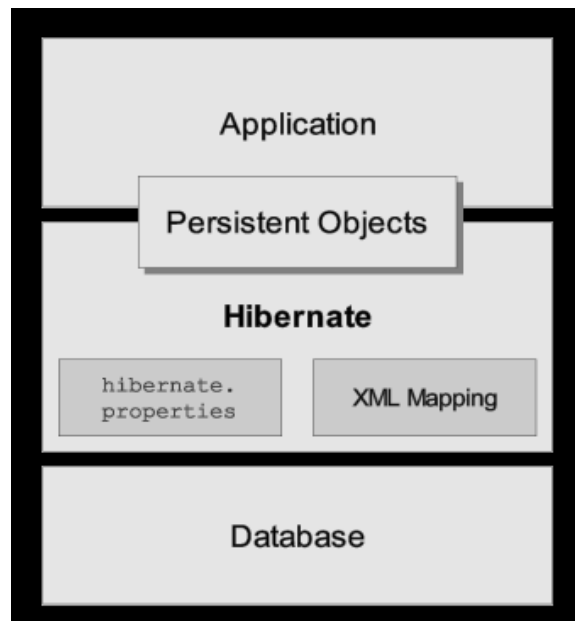 Application
Persistent Objects
Hibernate
hibernate.
properties
XML Mapping
Database